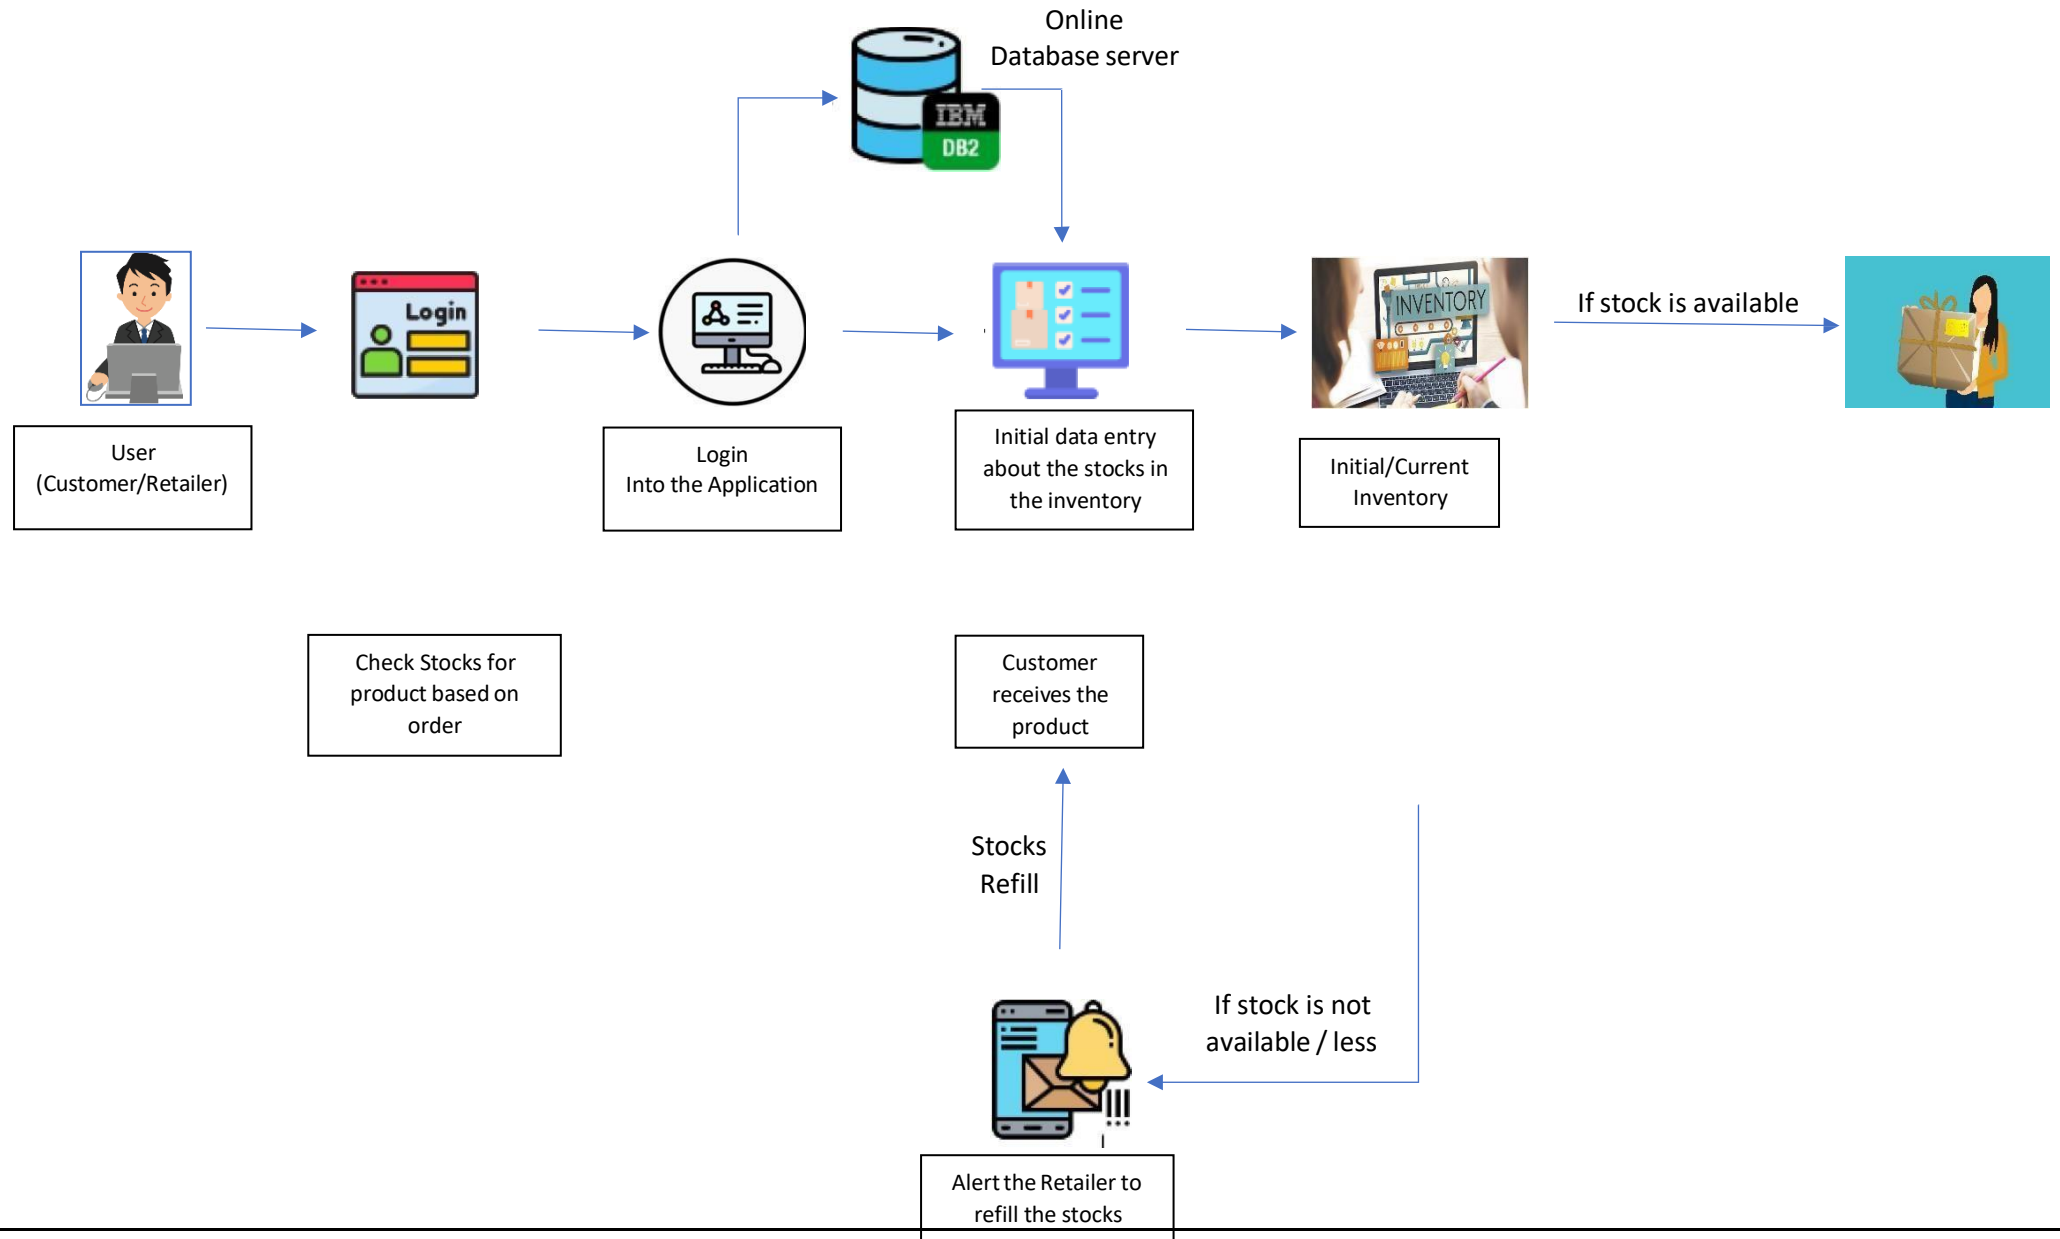 Online
Database server
IBM
DB2
Login
INVENTORY
If stock is available
User
(Customer/Retailer)
Login
Into the Application
Initial data entry
about the stocks in
the inventory
Initial/Current
Inventory
Check Stocks for
product based on
order
Customer
receives the
product
Stocks
Refill
If stock is not
available / less
Alert the Retailer to
refill the stocks